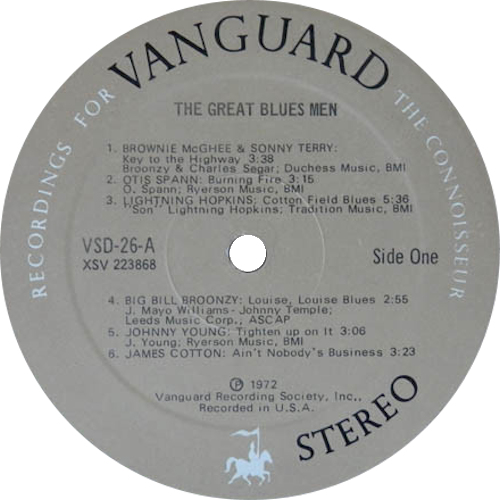 RECORDINGS FOR VANGUARD THE CONNOISSEUR
THE GREAT BLUES MEN
1. BROWNIE McGHEE & SONNY TERRY:
Key to the Highway 3:38
Broonzy & Charles Segar; Duchess Music, BMI
2. OTIS SPANN: Burning Fire 3:15
O. Spann; Ryerson Music, BMI
3. LIGHTNING HOPKINS: Cotton Field Blues 5:36
"Son" Lightning Hopkins; Tradition Music, BMI
VSD-26-A
XSV 223868
Side One
4. BIG BILL BROONZY: Louise, Louise Blues 2:55
J. Mayo Williams - Johnny Temple;
Leeds Music Corp., ASCAP
5. JOHNNY YOUNG: Tighten up on It 3:06
J. Young; Ryerson Music, BMI
6. JAMES COTTON: Ain't Nobody's Business 3:23
℗ 1972
Vanguard Recording Society, Inc.,
Recorded in U.S.A.
STEREO